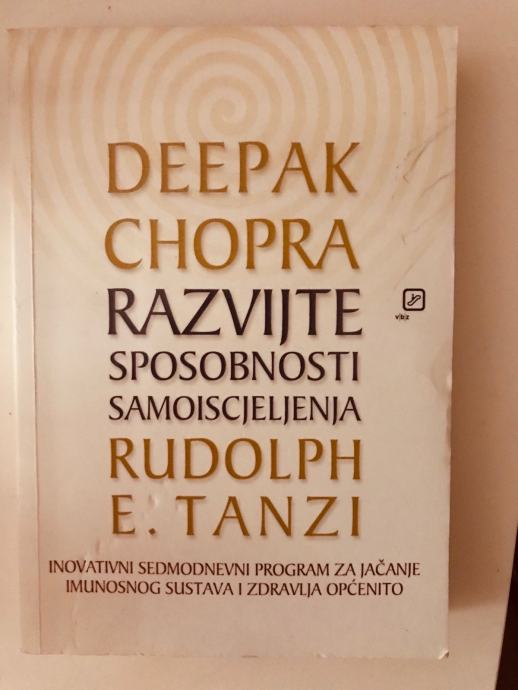 DEEPAK
CHOPRA
RAZVIJTE
v|b|z
SPOSOBNOSTI
SAMOISCJELJENJA
RUDOLPH
E. TANZI
INOVATIVNI SEDMODNEVNI PROGRAM ZA JAČANJE
IMUNOSNOG SUSTAVA I ZDRAVLJA OPĆENITO